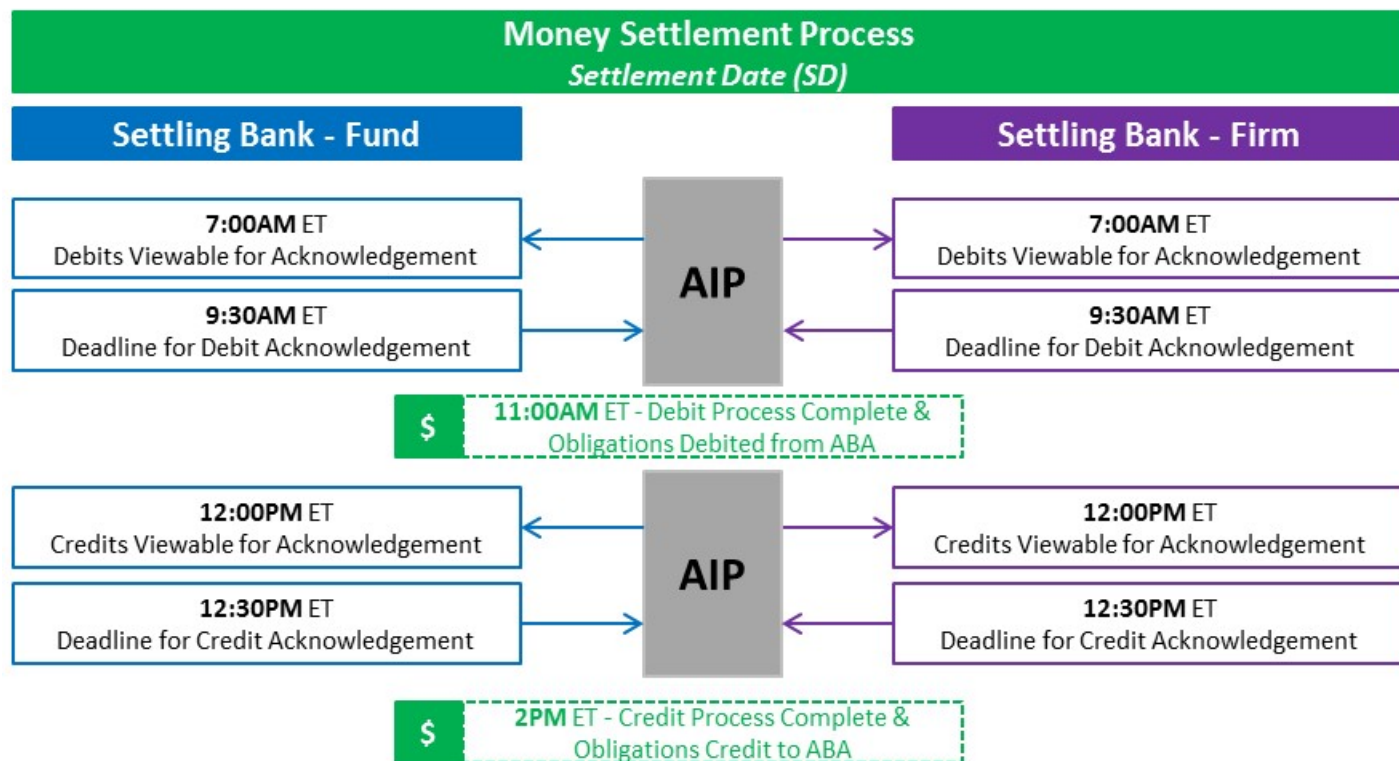 Money Settlement Process
Settlement Date (SD)
Settling Bank - Fund
Settling Bank - Firm
7:00AM ET
Debits Viewable for Acknowledgement
7:00AM ET
Debits Viewable for Acknowledgement
AIP
9:30AM ET
Deadline for Debit Acknowledgement
9:30AM ET
Deadline for Debit Acknowledgement
$
11:00AM ET - Debit Process Complete &
Obligations Debited from ABA
12:00PM ET
Credits Viewable for Acknowledgement
12:00PM ET
Credits Viewable for Acknowledgement
AIP
12:30PM ET
Deadline for Credit Acknowledgement
12:30PM ET
Deadline for Credit Acknowledgement
$
2PM ET - Credit Process Complete &
Obligations Credit to ABA